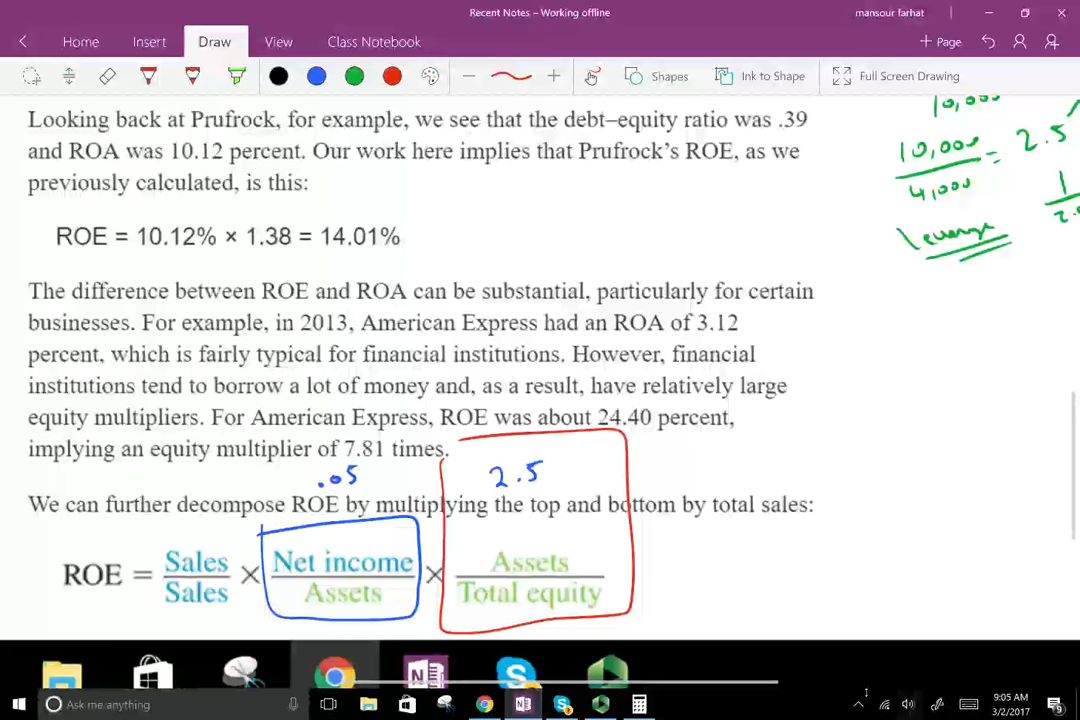 Recent Notes – Working offline
mansour farhat
Home
Insert
Draw
View
Class Notebook
+ Page
Shapes
Ink to Shape
Full Screen Drawing
Looking back at Prufrock, for example, we see that the debt–equity ratio was .39
and ROA was 10.12 percent. Our work here implies that Prufrock's ROE, as we
previously calculated, is this:
ROE = 10.12% × 1.38 = 14.01%
10,000
10,000 = 2.5
4,000
1
leverage
The difference between ROE and ROA can be substantial, particularly for certain
businesses. For example, in 2013, American Express had an ROA of 3.12
percent, which is fairly typical for financial institutions. However, financial
institutions tend to borrow a lot of money and, as a result, have relatively large
equity multipliers. For American Express, ROE was about 24.40 percent,
implying an equity multiplier of 7.81 times.
.05 2.5
We can further decompose ROE by multiplying the top and bottom by total sales:
ROE = Sales / Sales × Net income / Assets × Assets / Total equity
Ask me anything
9:05 AM
3/2/2017